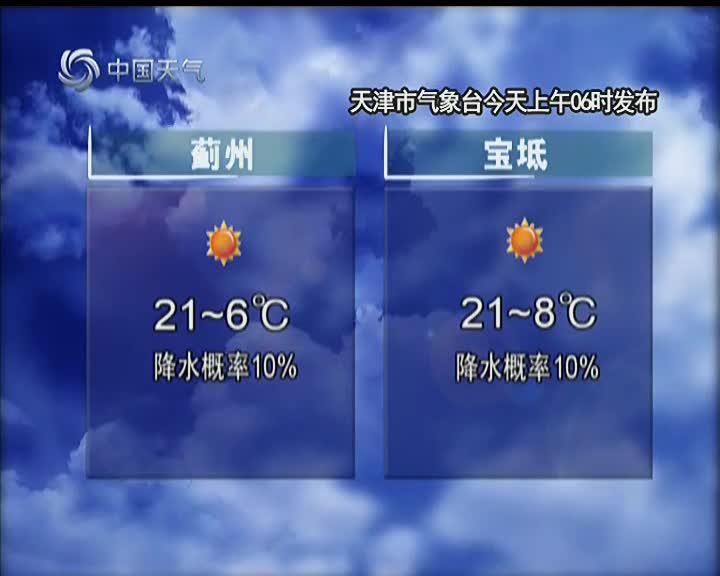 中国天气
天津市气象台今天上午06时发布
蓟州
宝坻
21~6℃
21~8℃
降水概率10%
降水概率10%